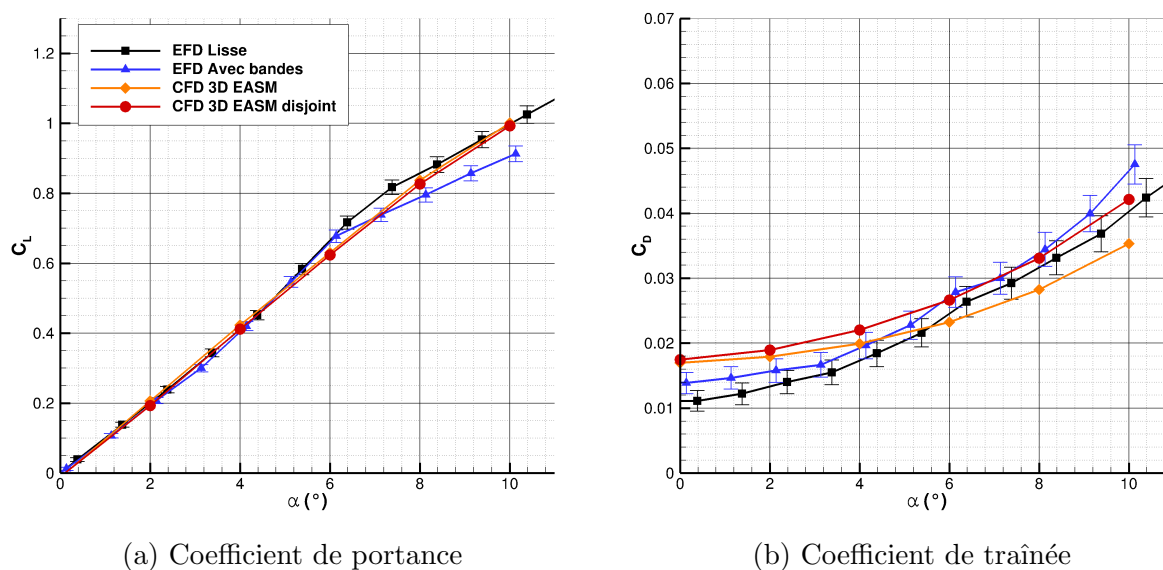 EFD Lisse
EFD Avec bandes
CFD 3D EASM
CFD 3D EASM disjoint
1.2
1
0.8
0.6
0.4
0.2
0
C_L
0 2 4 6 8 10
α (°)
(a) Coefficient de portance
0.07
0.06
0.05
0.04
0.03
0.02
0.01
0
C_D
0 2 4 6 8 10
α (°)
(b) Coefficient de traînée